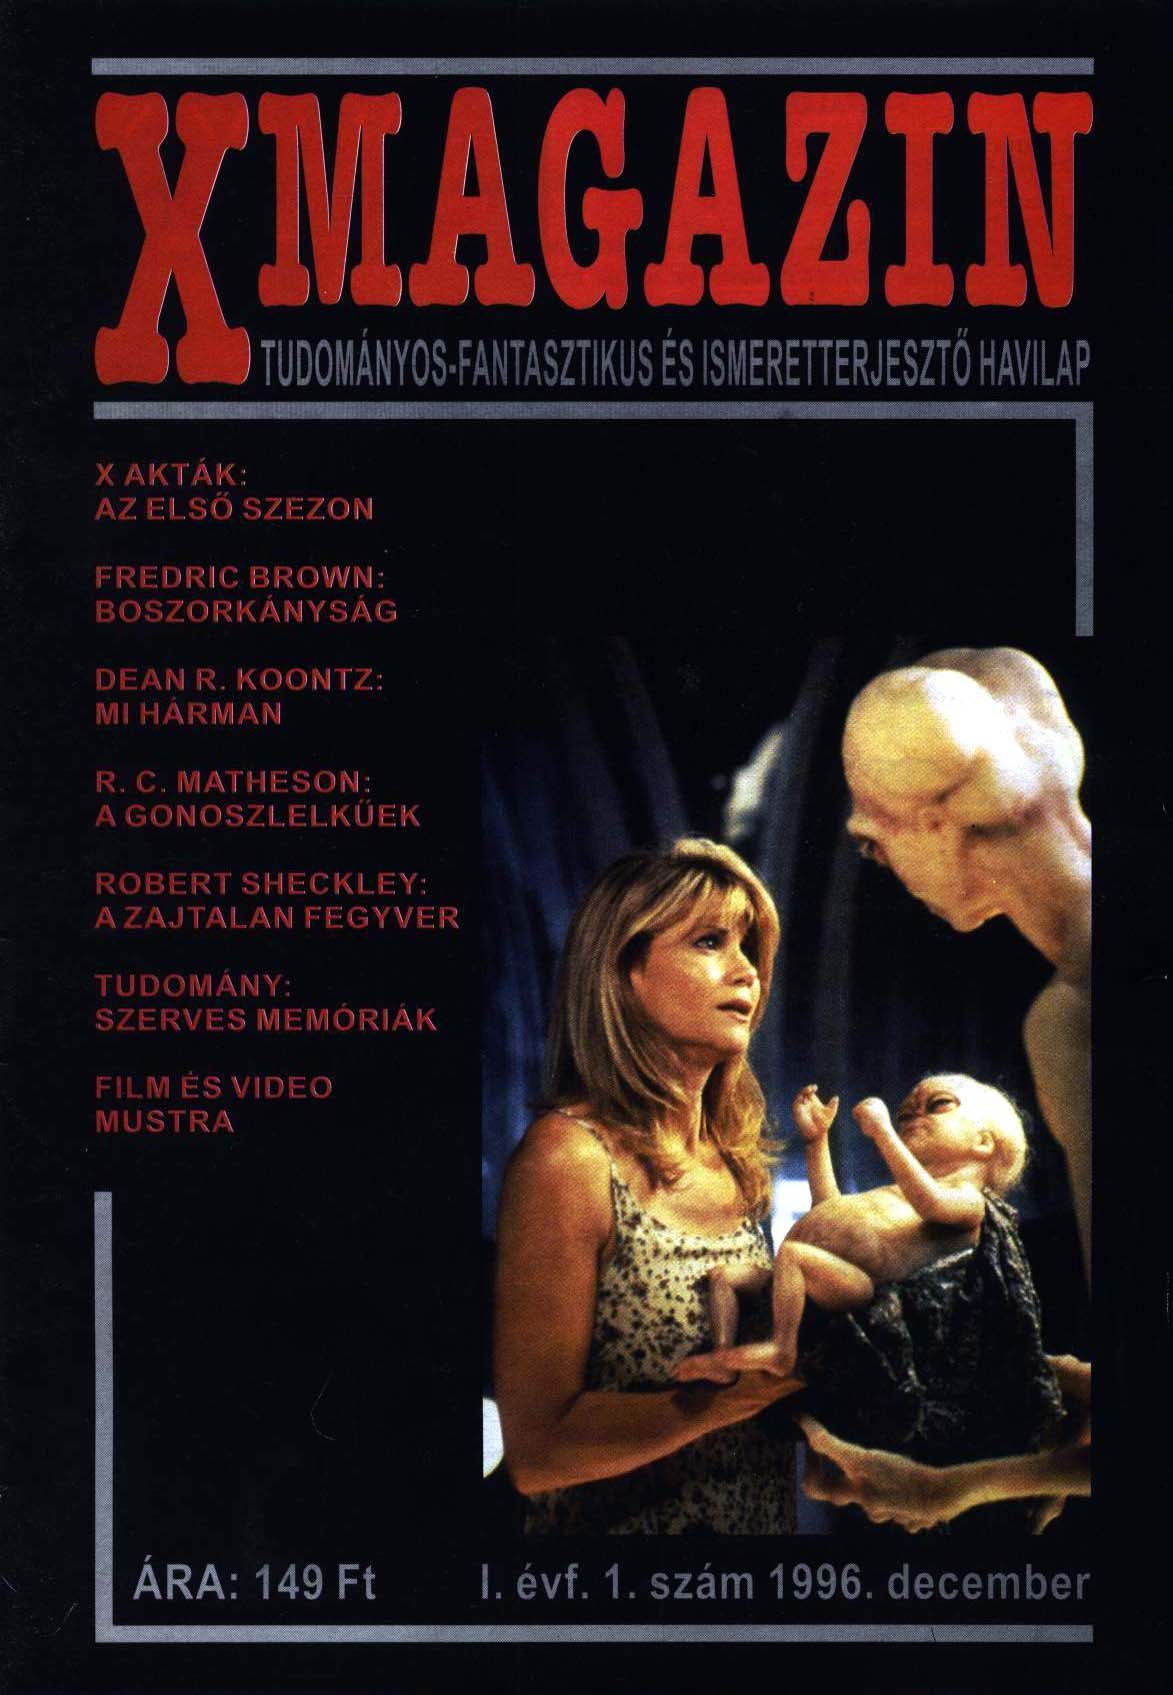 X MAGAZIN
TUDOMÁNYOS-FANTASZTIKUS ÉS ISMERETTERJESZTŐ HAVILAP
X AKTÁK:
AZ ELSŐ SZEZON
FREDRIC BROWN:
BOSZORKÁNYSÁG
DEAN R. KOONTZ:
MI HÁRMAN
R. C. MATHESON:
A GONOSZLELKŰEK
ROBERT SHECKLEY:
A ZAJTALAN FEGYVER
TUDOMÁNY:
SZERVES MEMÓRIÁK
FILM ÉS VIDEO
MUSTRA
ÁRA: 149 Ft
I. évf. 1. szám 1996. december